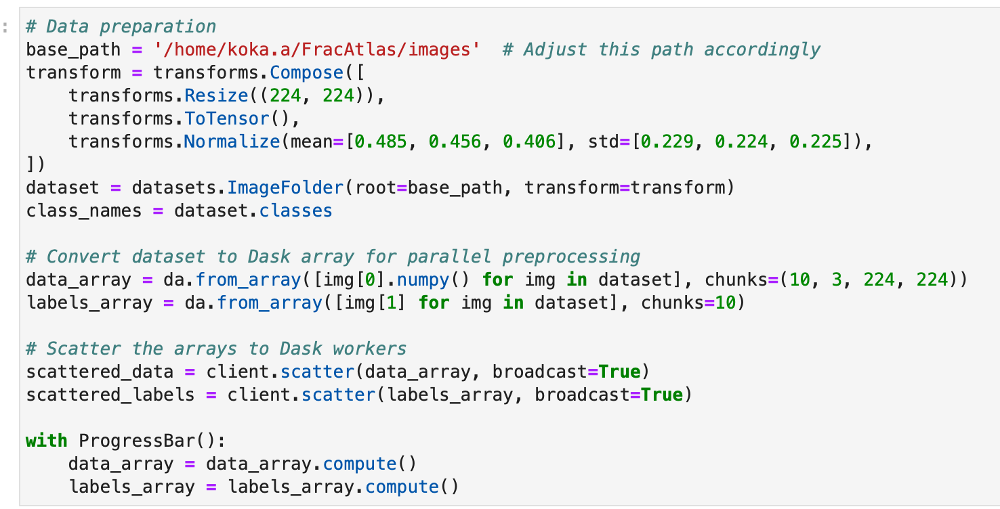 :
# Data preparation
base_path = '/home/koka.a/FracAtlas/images'  # Adjust this path accordingly
transform = transforms.Compose([
    transforms.Resize((224, 224)),
    transforms.ToTensor(),
    transforms.Normalize(mean=[0.485, 0.456, 0.406], std=[0.229, 0.224, 0.225]),
])
dataset = datasets.ImageFolder(root=base_path, transform=transform)
class_names = dataset.classes

# Convert dataset to Dask array for parallel preprocessing
data_array = da.from_array([img[0].numpy() for img in dataset], chunks=(10, 3, 224, 224))
labels_array = da.from_array([img[1] for img in dataset], chunks=10)

# Scatter the arrays to Dask workers
scattered_data = client.scatter(data_array, broadcast=True)
scattered_labels = client.scatter(labels_array, broadcast=True)

with ProgressBar():
    data_array = data_array.compute()
    labels_array = labels_array.compute()